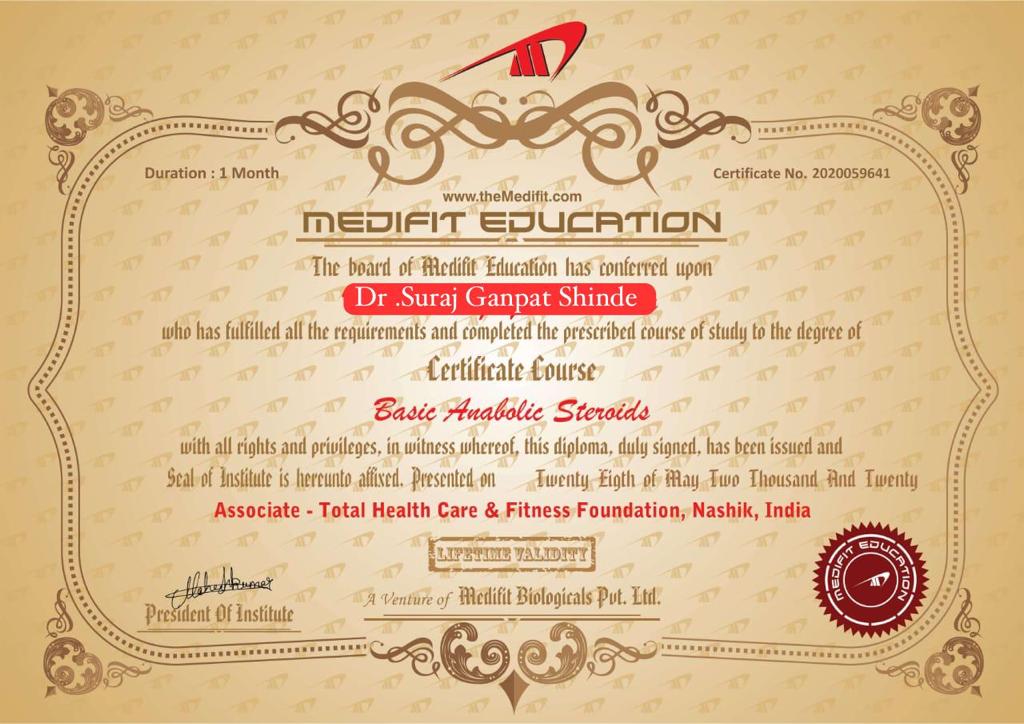 Duration : 1 Month
Certificate No. 2020059641
www.theMedifit.com
MEDIFIT EDUCATION
The board of Medifit Education has conferred upon
Dr .Suraj Ganpat Shinde
who has fulfilled all the requirements and completed the prescribed course of study to the degree of
Certificate Course
Basic Anabolic Steroids
with all rights and privileges, in witness whereof, this diploma, duly signed, has been issued and
Seal of Institute is hereunto affixed. Presented on Twenty Eigth of May Two Thousand And Twenty
Associate - Total Health Care & Fitness Foundation, Nashik, India
LIFETIME VALIDITY
MEDIFIT EDUCATION
President Of Institute
A Venture of Medifit Biologicals Pvt. Ltd.